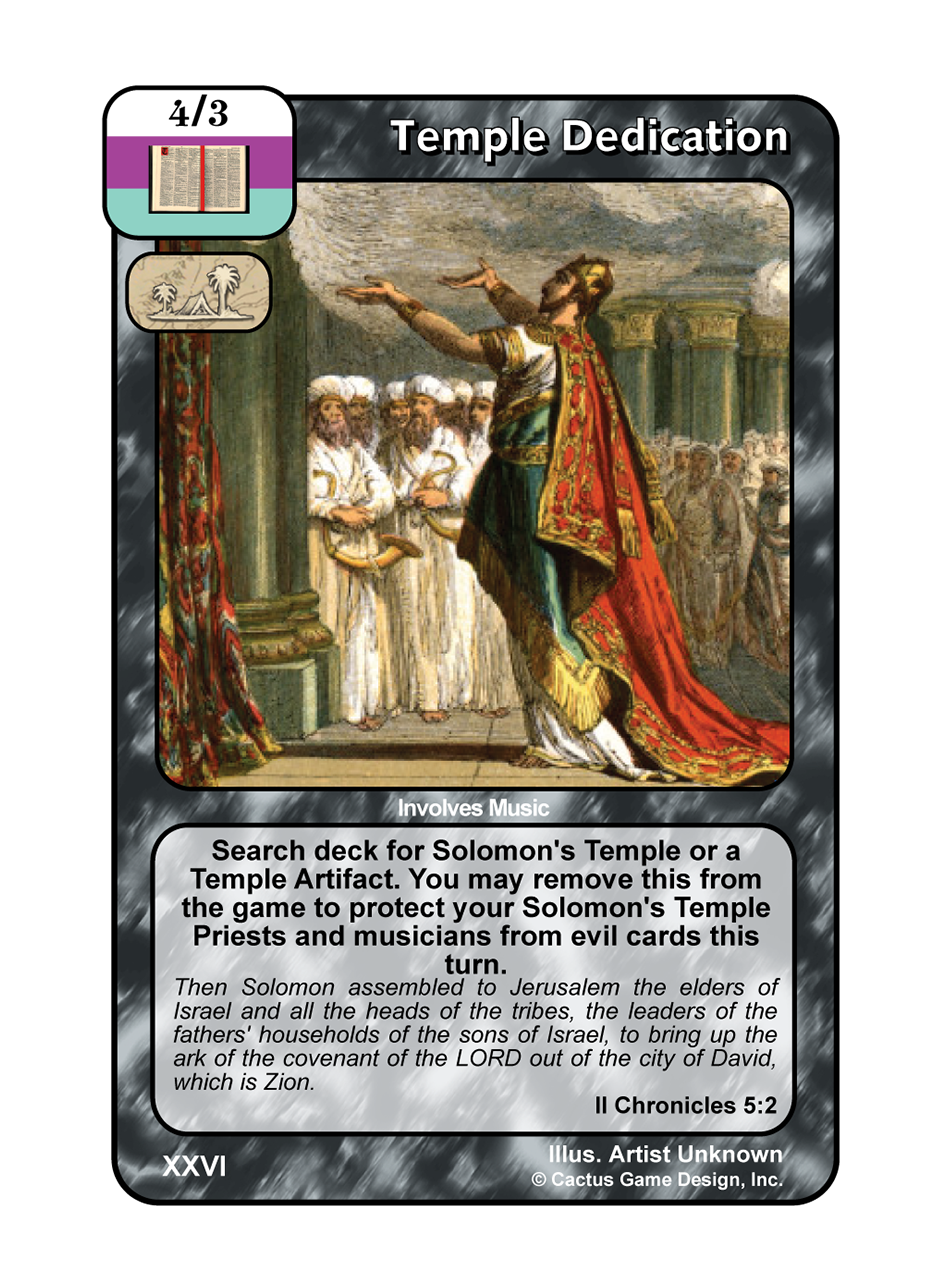 4/3
Temple Dedication
Involves Music
Search deck for Solomon's Temple or a
Temple Artifact. You may remove this from
the game to protect your Solomon's Temple
Priests and musicians from evil cards this
turn.
Then Solomon assembled to Jerusalem the elders of
Israel and all the heads of the tribes, the leaders of the
fathers' households of the sons of Israel, to bring up the
ark of the covenant of the LORD out of the city of David,
which is Zion.
II Chronicles 5:2
XXVI
Illus. Artist Unknown
© Cactus Game Design, Inc.